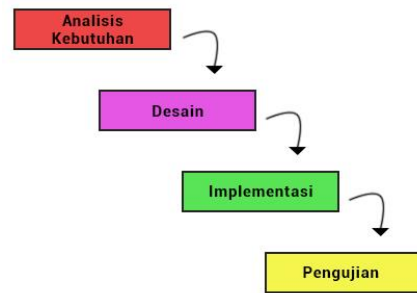 Analisis
Kebutuhan
Desain
Implementasi
Pengujian